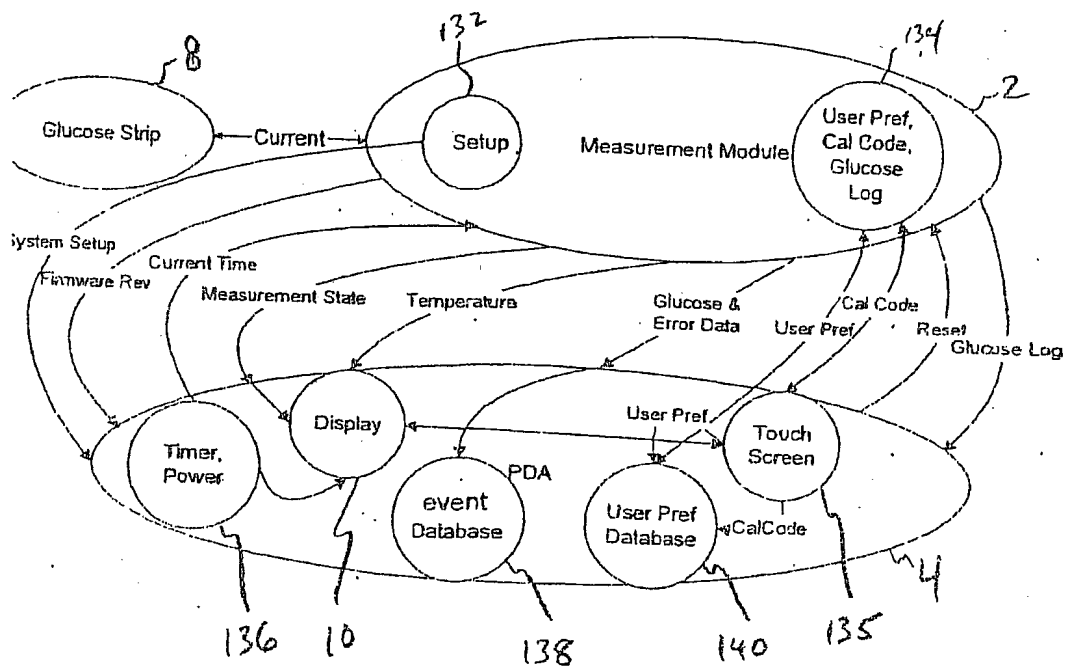 132
8
134
2
Glucose Strip
Current
Setup
Measurement Module
User Pref,
Cal Code,
Glucose
Log
System Setup
Firmware Rev
Current Time
Measurement State
Temperature
Glucose &
Error Data
User Pref
Cal Code
Reset
Glucose Log
Timer,
Power
Display
event
Database
PDA
User Pref
User Pref
Database
Touch
Screen
CalCode
4
136
10
138
140
135